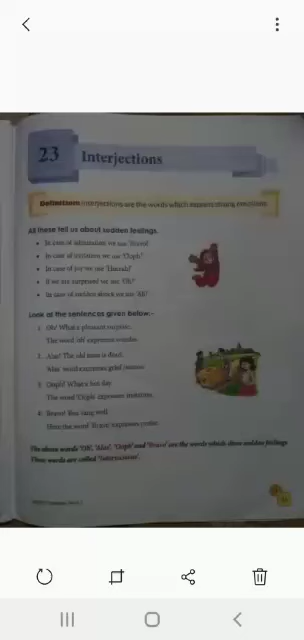 23 Interjections
Definition: Interjections are the words which express strong emotions.
All these tell us about sudden feelings.
• In case of admiration we use 'Bravo!'
• In case of irritation we use 'Ooph!'
• In case of joy we use 'Hurrah!'
• If we are surprised we use 'Oh!'
• In case of sudden shock we use 'Ah!'
Look at the sentences given below:-
1. Oh! What a pleasant surprise.
The word 'oh' expresses wonder.
2. Alas! The old man is dead.
'Alas' word expresses grief
3. Ooph! What a hot day.
The word 'Ooph' expresses irritation.
4. Bravo! You sang well.
Here the word 'Bravo' expresses praise.
The above words 'Oh', 'Alas', 'Ooph' and 'Bravo' are the words which show sudden feelings
These words are called 'Interjections'.